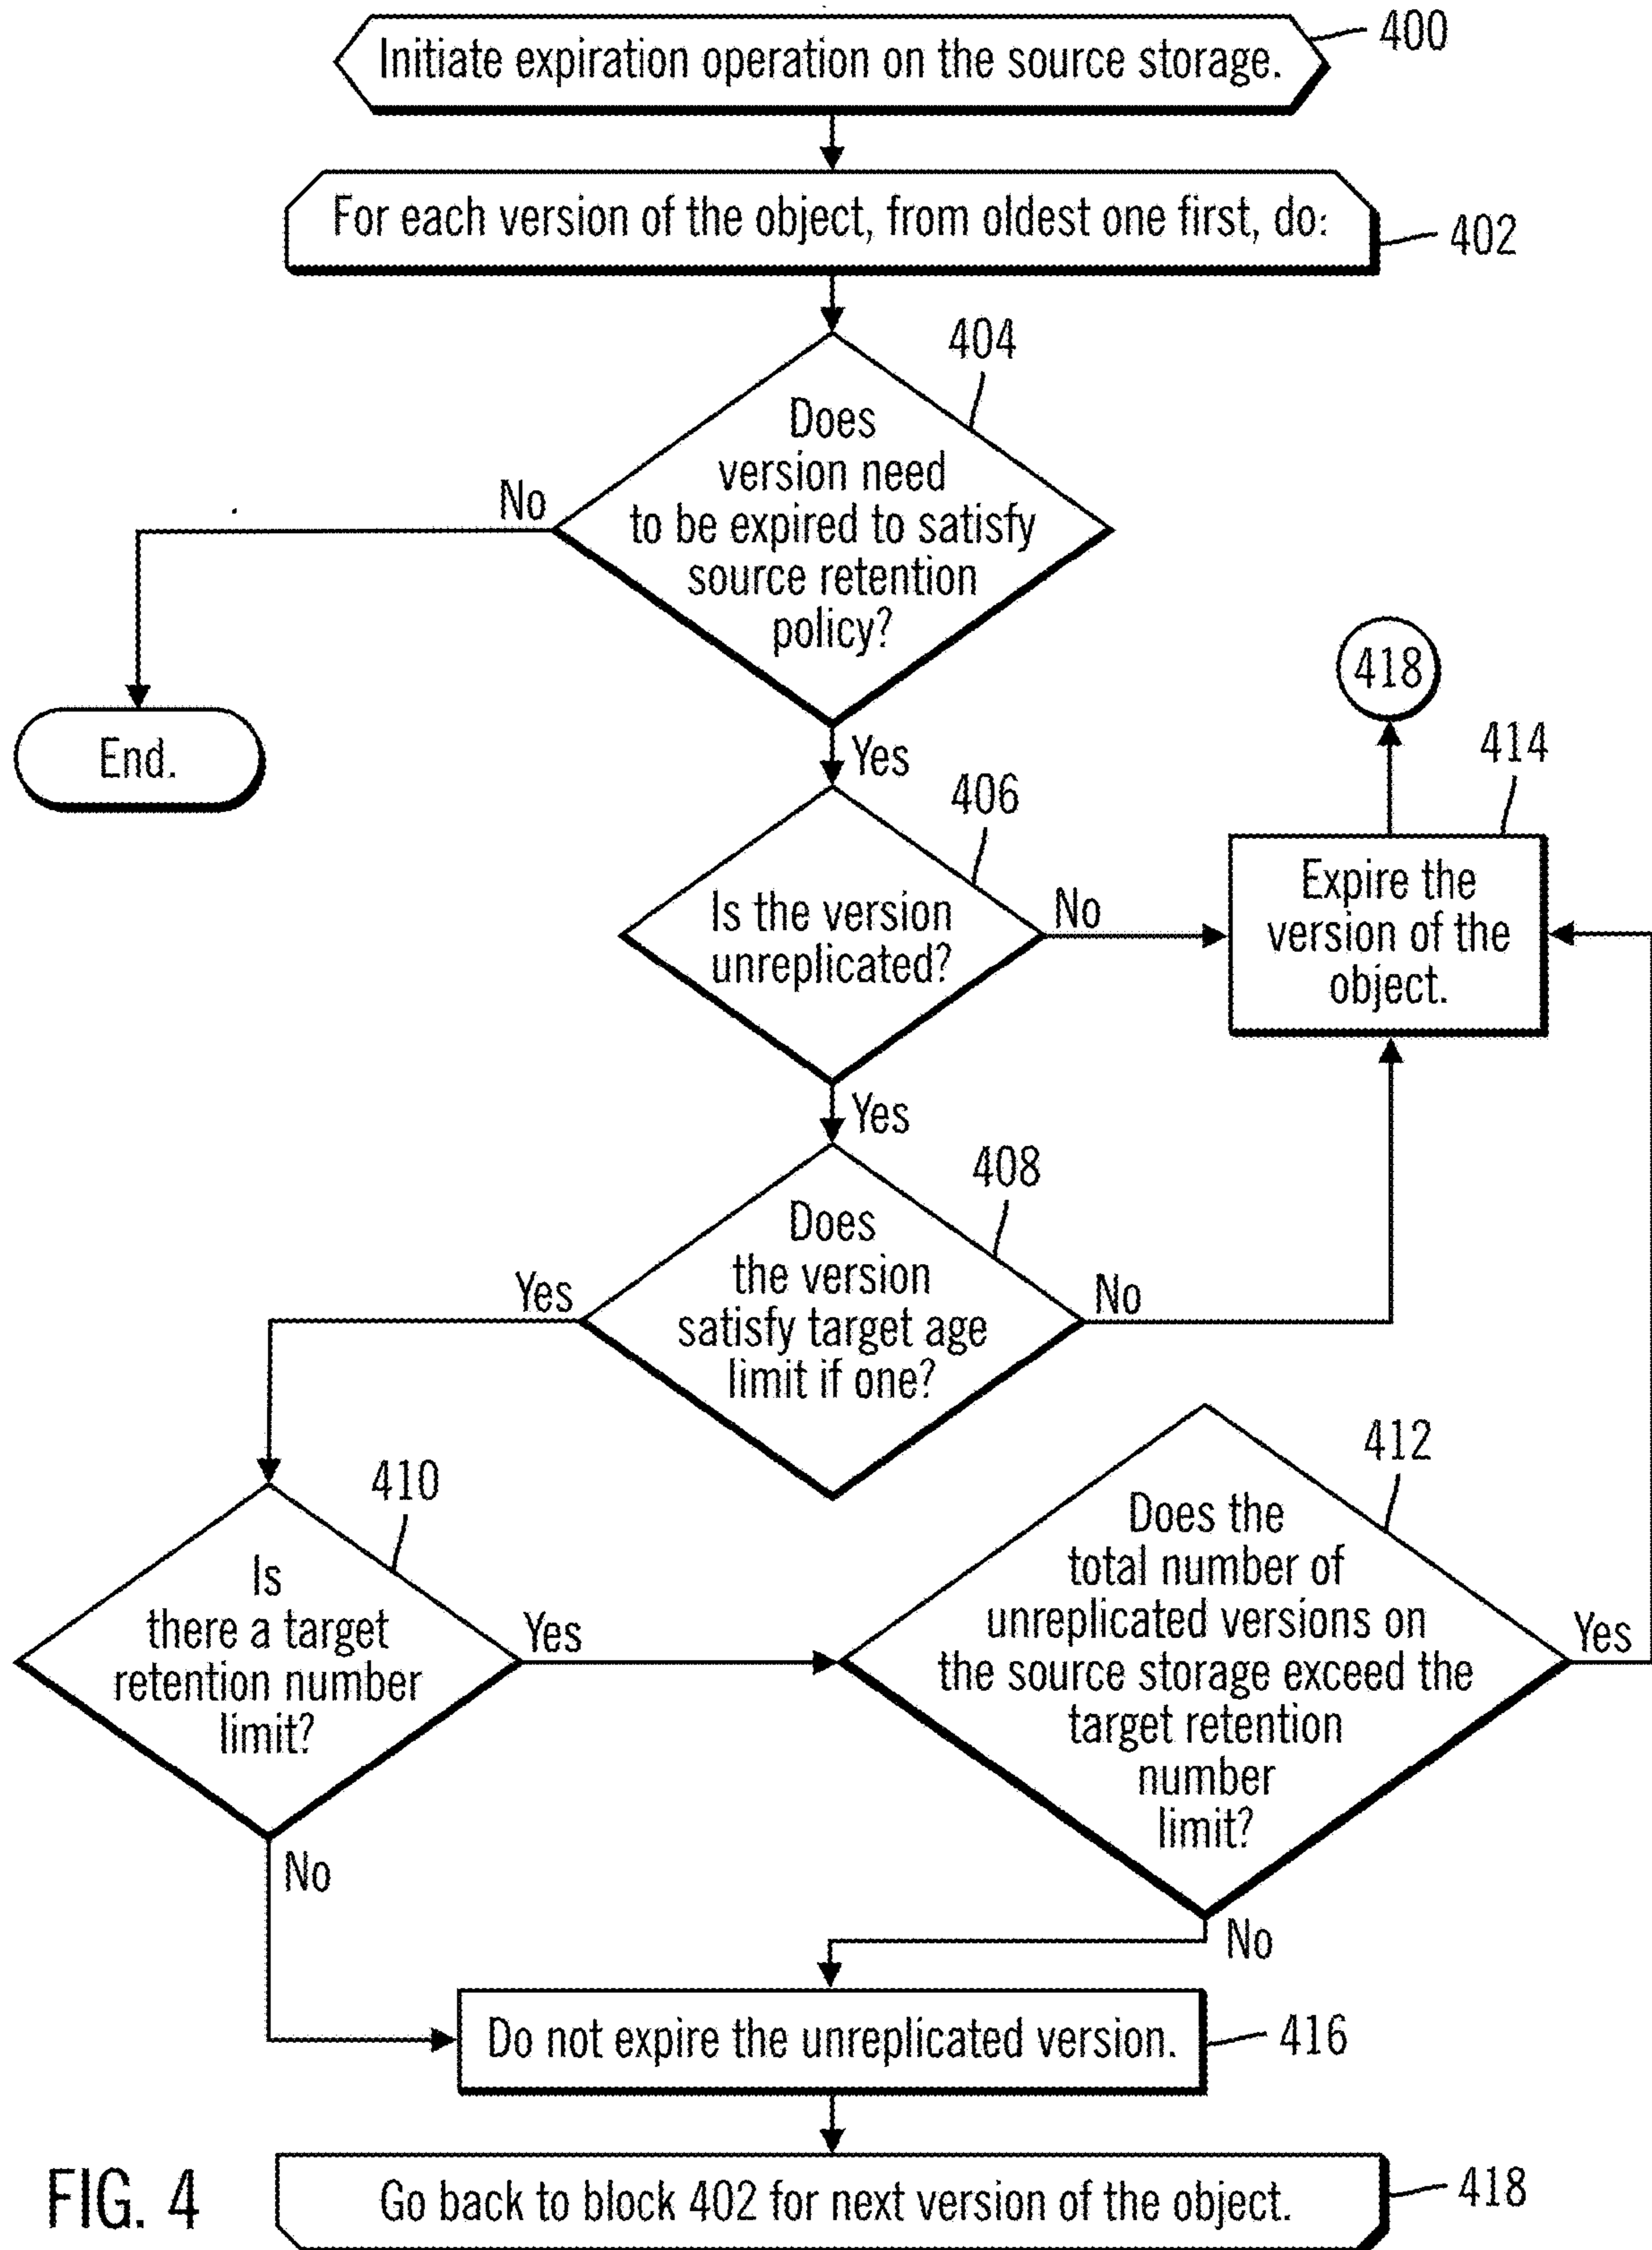 400
Initiate expiration operation on the source storage.
For each version of the object, from oldest one first, do:
402
404
Does
version need
to be expired to satisfy
source retention
policy?
No
End.
Yes
418
414
406
Is the version
unreplicated?
No
Expire the
version of the
object.
Yes
408
Does
the version
satisfy target age
limit if one?
Yes
No
410
Is
there a target
retention number
limit?
Yes
412
Does the
total number of
unreplicated versions on
the source storage exceed the
target retention
number
limit?
Yes
No
No
Do not expire the unreplicated version.
416
Go back to block 402 for next version of the object.
418
FIG. 4